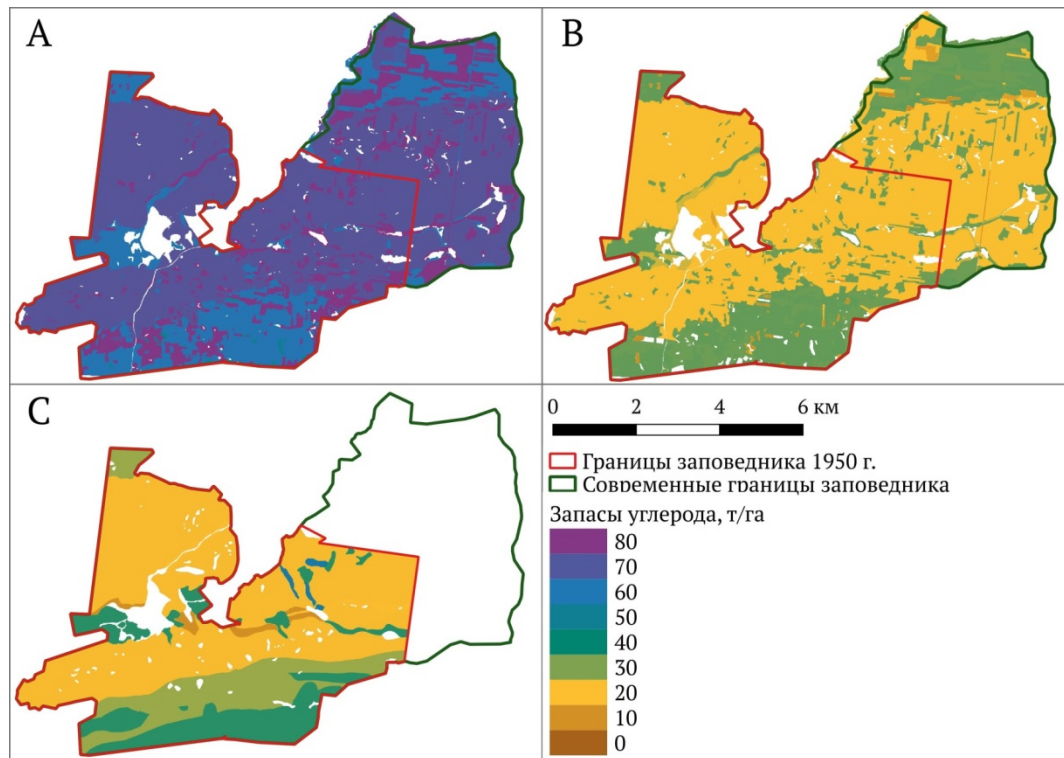 A
B
C
0 2 4 6 км
Границы заповедника 1950 г.
Современные границы заповедника
Запасы углерода, т/га
80
70
60
50
40
30
20
10
0